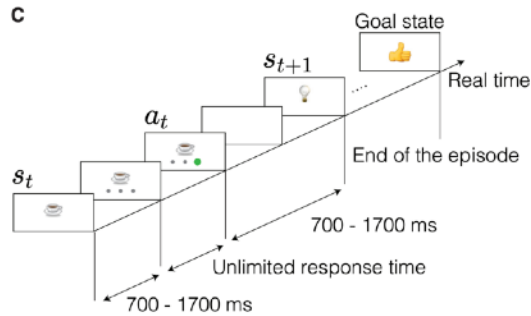 C
Goal state
s_{t+1}
Real time
a_t
End of the episode
s_t
700 - 1700 ms
Unlimited response time
700 - 1700 ms